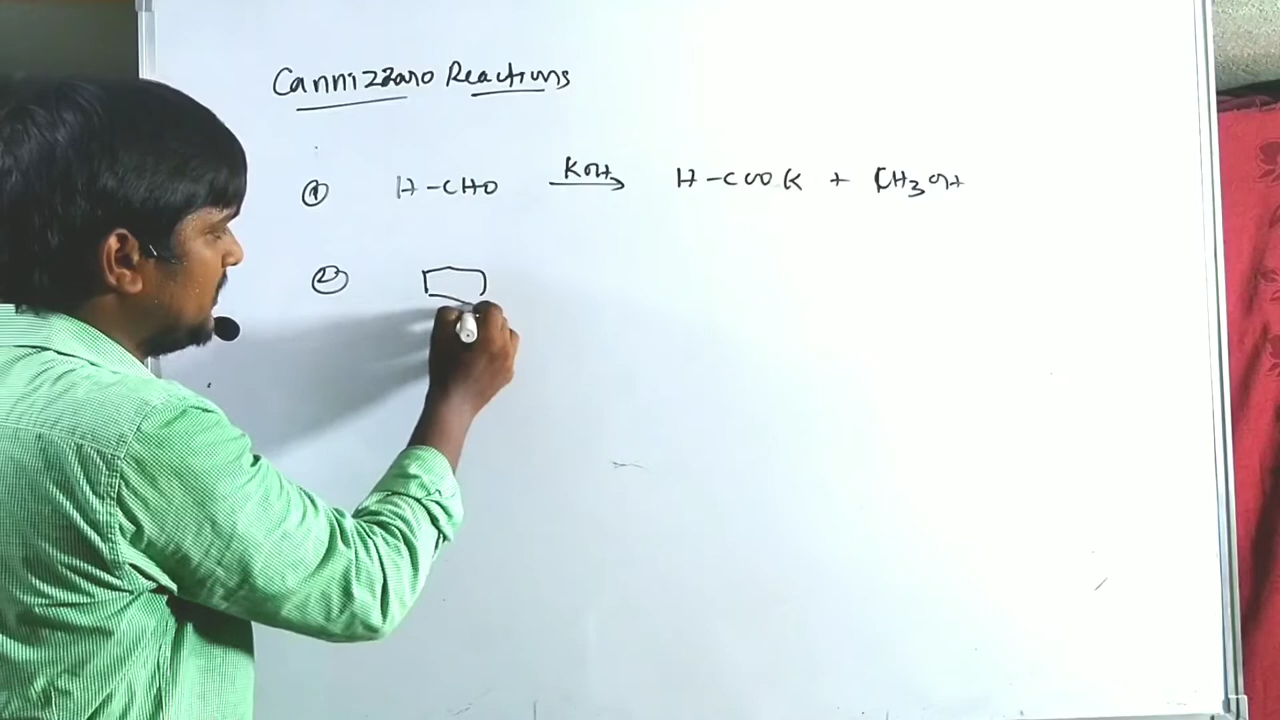 Cannizzaro Reactions
① H-CHO KOH → H-COOK + CH3OH
②